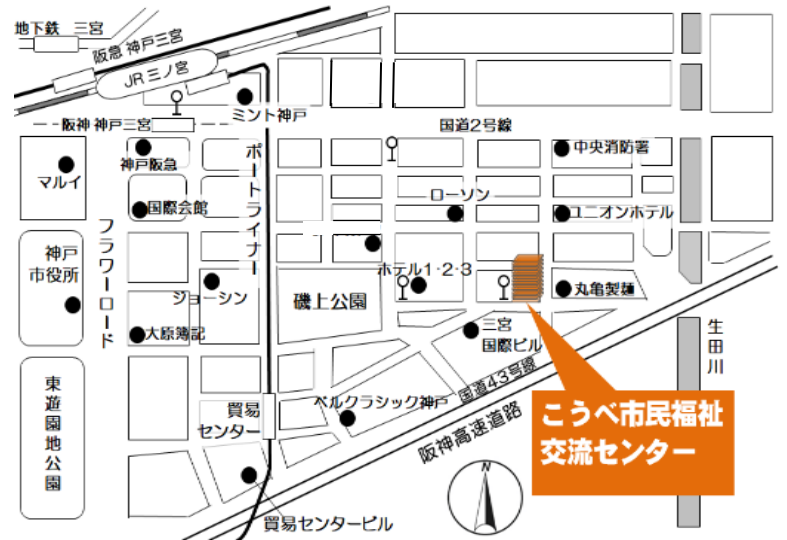 地下鉄 三宮
阪急 神戸三宮
JR 三ノ宮
ミント神戸
阪神 神戸三宮
国道2号線
神戸阪急
ポートライナー
中央消防署
マルイ
国際会館
ローソン
ユニオンホテル
フラワーロード
神戸
市役所
ホテル1・2・3
ジョーシン
磯上公園
丸亀製麺
大原簿記
三宮
国際ビル
生田川
国道43号線
東遊園地公園
貿易
センター
ベルクラシック神戸
こうべ市民福祉
交流センター
阪神高速道路
N
貿易センタービル